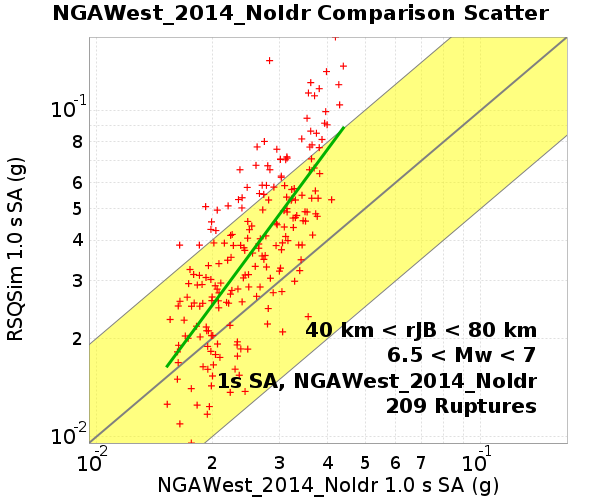 NGAWest_2014_NoIdr Comparison Scatter
RSQSim 1.0 s SA (g)
10-1
8
6
5
4
3
2
10-2
40 km < rJB < 80 km
6.5 < Mw < 7
1s SA, NGAWest_2014_NoIdr
209 Ruptures
10-2 2 3 4 5 6 7 10-1
NGAWest_2014_NoIdr 1.0 s SA (g)